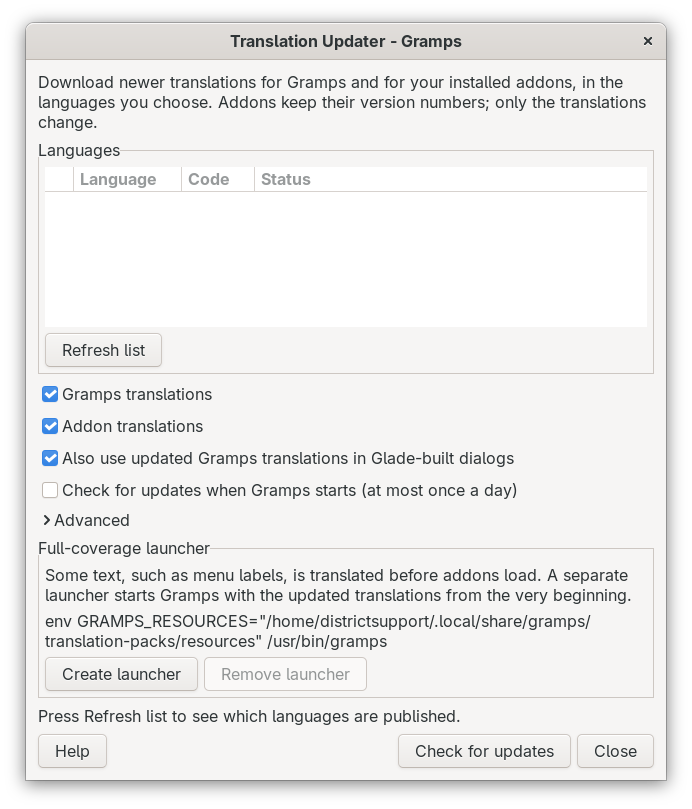 Translation Updater - Gramps
×
Download newer translations for Gramps and for your installed addons, in the
languages you choose. Addons keep their version numbers; only the translations
change.
Languages
Language Code Status
Refresh list
Gramps translations
Addon translations
Also use updated Gramps translations in Glade-built dialogs
Check for updates when Gramps starts (at most once a day)
Advanced
Full-coverage launcher
Some text, such as menu labels, is translated before addons load. A separate
launcher starts Gramps with the updated translations from the very beginning.
env GRAMPS_RESOURCES="/home/districtsupport/.local/share/gramps/
translation-packs/resources" /usr/bin/gramps
Create launcher Remove launcher
Press Refresh list to see which languages are published.
Help Check for updates Close